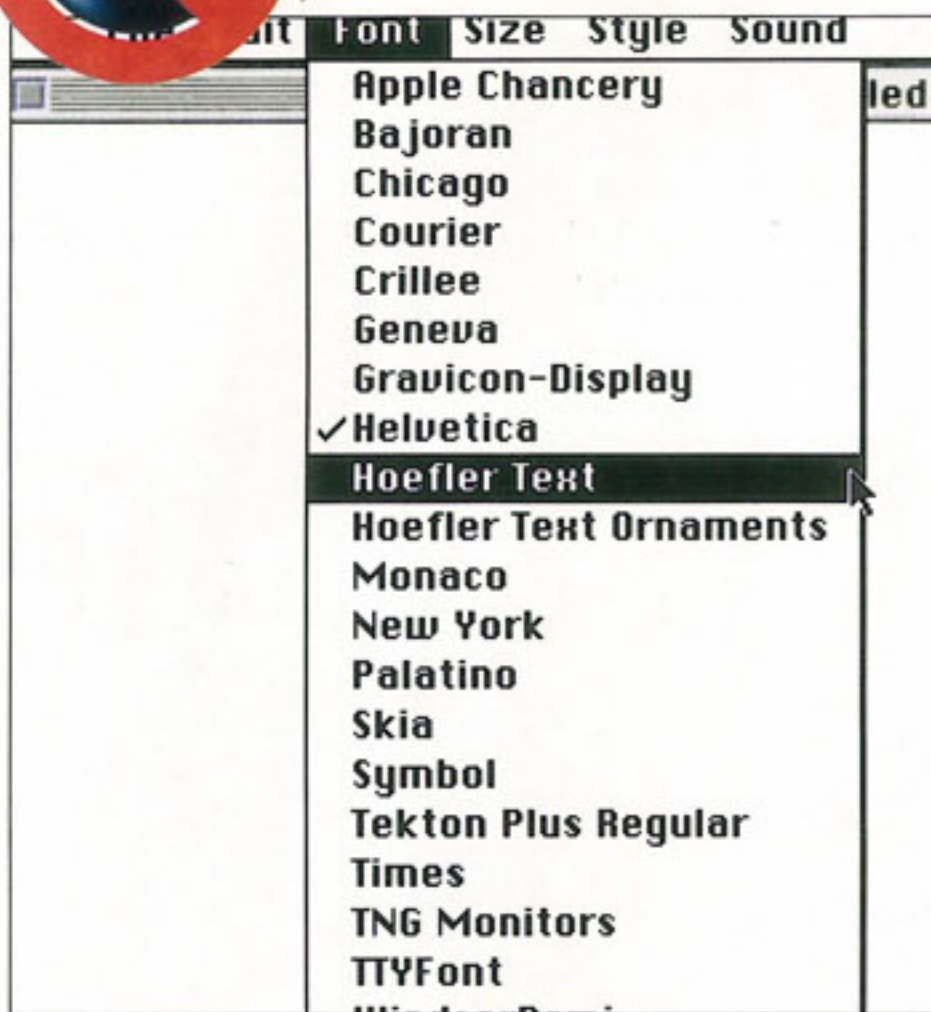 Font Size Style Sound
led
Apple Chancery
Bajoran
Chicago
Courier
Crillee
Geneva
Gravicon-Display
✓Helvetica
Hoefler Text
Hoefler Text Ornaments
Monaco
New York
Palatino
Skia
Symbol
Tekton Plus Regular
Times
TNG Monitors
TTYFont